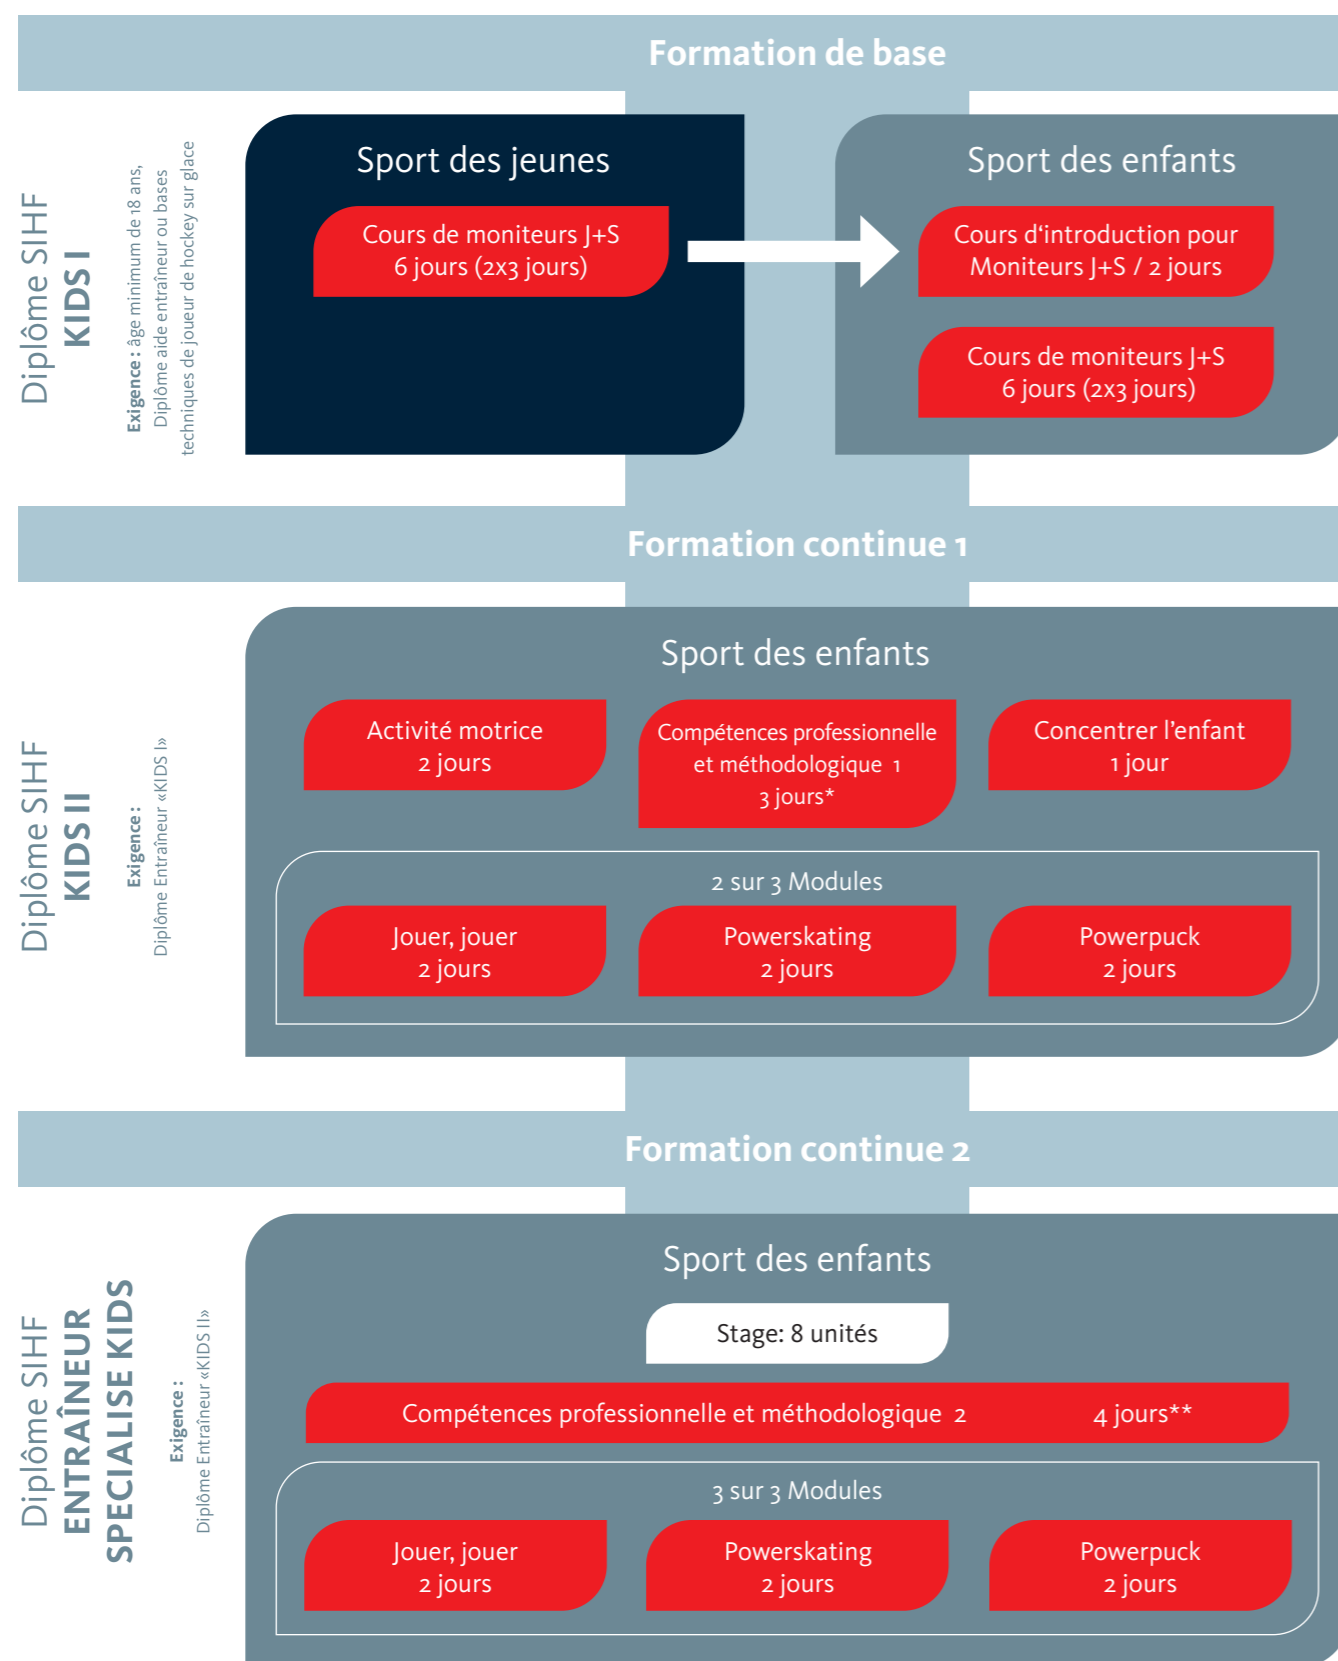 Formation de base
Diplôme SIHF
KIDS I
Exigence : âge minimum de 18 ans,
Diplôme aide entraîneur ou bases
techniques de joueur de hockey sur glace
Sport des jeunes
Cours de moniteurs J+S
6 jours (2x3 jours)
Sport des enfants
Cours d‘introduction pour
Moniteurs J+S / 2 jours
Cours de moniteurs J+S
6 jours (2x3 jours)
Formation continue 1
Diplôme SIHF
KIDS II
Exigence :
Diplôme Entraîneur «KIDS I»
Sport des enfants
Activité motrice
2 jours
Compétences professionnelle
et méthodologique 1
3 jours*
Concentrer l’enfant
1 jour
2 sur 3 Modules
Jouer, jouer
2 jours
Powerskating
2 jours
Powerpuck
2 jours
Formation continue 2
Diplôme SIHF
ENTRAÎNEUR
SPECIALISE KIDS
Exigence :
Diplôme Entraîneur «KIDS II»
Sport des enfants
Stage: 8 unités
Compétences professionnelle et méthodologique 2 4 jours**
3 sur 3 Modules
Jouer, jouer
2 jours
Powerskating
2 jours
Powerpuck
2 jours